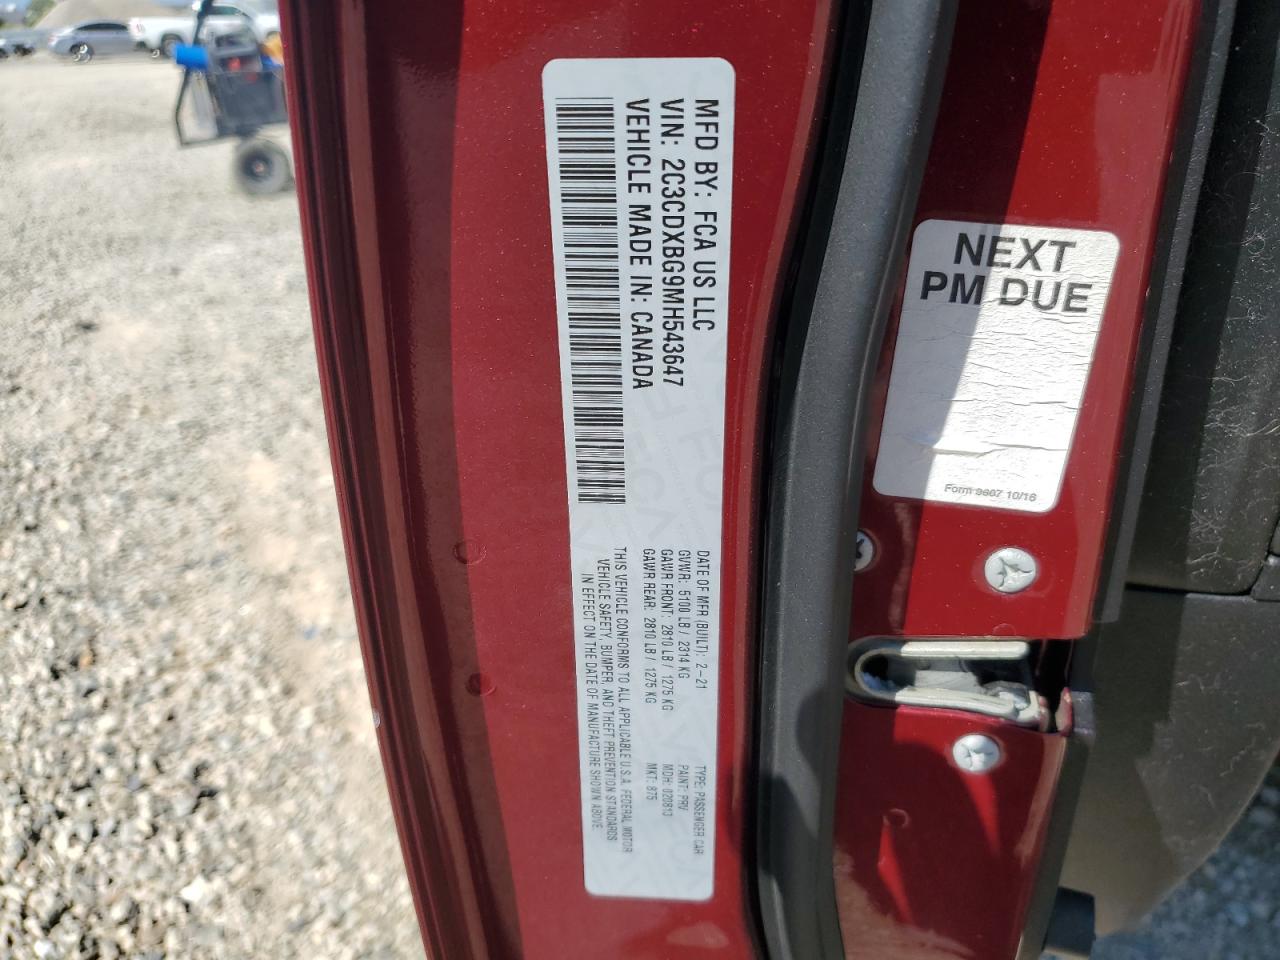 MFD BY: FCA US LLC
VIN: 2C3CDXBG9MH543647
VEHICLE MADE IN: CANADA
DATE OF MFR (BUILT): 2-21
GVWR: 5100 LB / 2314 KG
GAWR FRONT: 2810 LB / 1275 KG
GAWR REAR: 2810 LB / 1275 KG
TYPE: PASSENGER CAR
PAINT: PRV
MDH: 020813
MKT: 875
THIS VEHICLE CONFORMS TO ALL APPLICABLE U.S.A. FEDERAL MOTOR
VEHICLE SAFETY, BUMPER, AND THEFT PREVENTION STANDARDS
IN EFFECT ON THE DATE OF MANUFACTURE SHOWN ABOVE.
NEXT
PM DUE
Form 9607 10/16